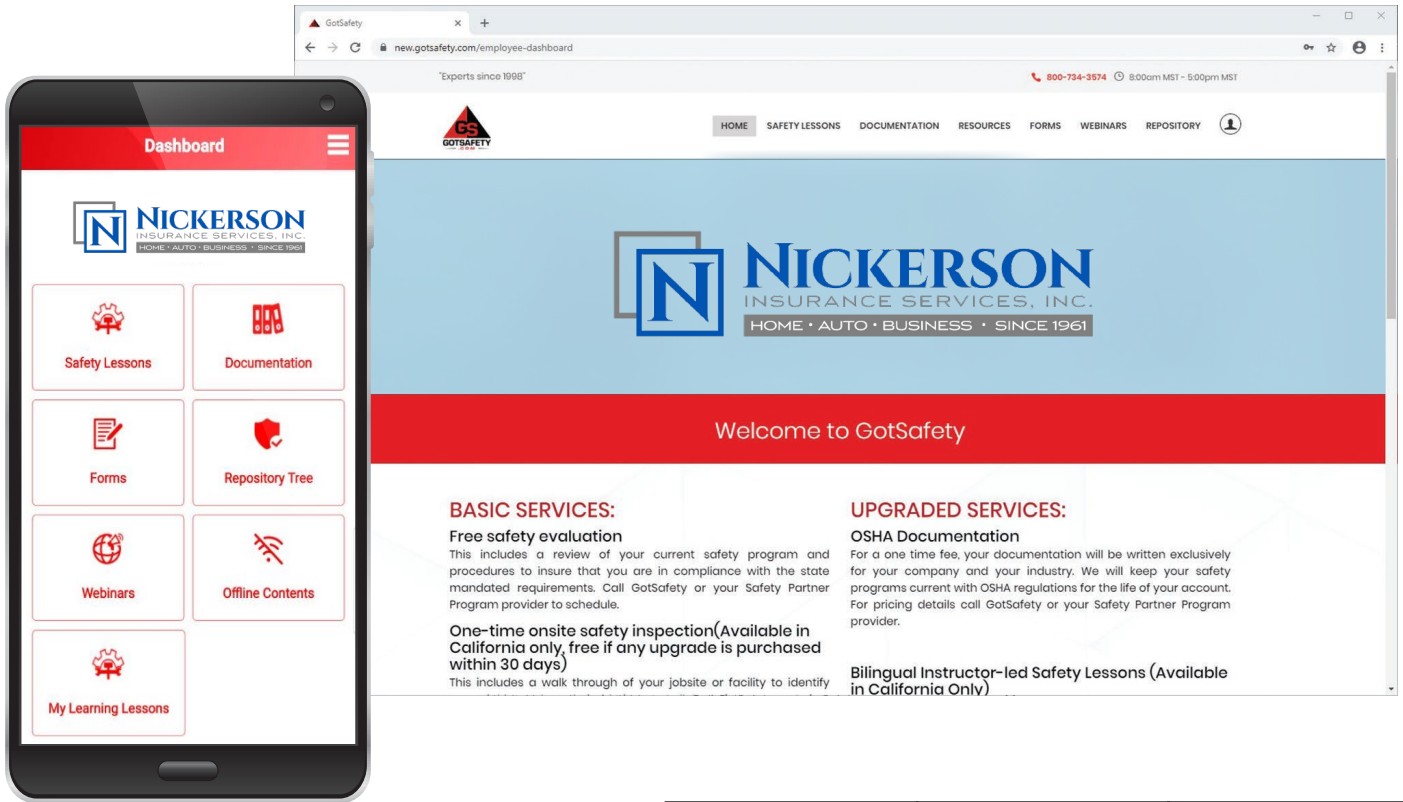 GotSafety
new.gotsafety.com/employee-dashboard
"Experts since 1998"
800-734-3574 8:00am MST - 5:00pm MST
GS
GOTSAFETY
.COM
HOME SAFETY LESSONS DOCUMENTATION RESOURCES FORMS WEBINARS REPOSITORY
N NICKERSON
INSURANCE SERVICES, INC.
HOME • AUTO • BUSINESS • SINCE 1961
Welcome to GotSafety
BASIC SERVICES:
Free safety evaluation
This includes a review of your current safety program and
procedures to insure that you are in compliance with the state
mandated requirements. Call GotSafety or your Safety Partner
Program provider to schedule.
One-time onsite safety inspection(Available in
California only, free if any upgrade is purchased
within 30 days)
This includes a walk through of your jobsite or facility to identify
UPGRADED SERVICES:
OSHA Documentation
For a one time fee, your documentation will be written exclusively
for your company and your industry. We will keep your safety
programs current with OSHA regulations for the life of your account.
For pricing details call GotSafety or your Safety Partner Program
provider.
Bilingual Instructor-led Safety Lessons (Available
in California Only)
Dashboard
N NICKERSON
INSURANCE SERVICES, INC.
HOME • AUTO • BUSINESS • SINCE 1961
Safety Lessons
Documentation
Forms
Repository Tree
Webinars
Offline Contents
My Learning Lessons